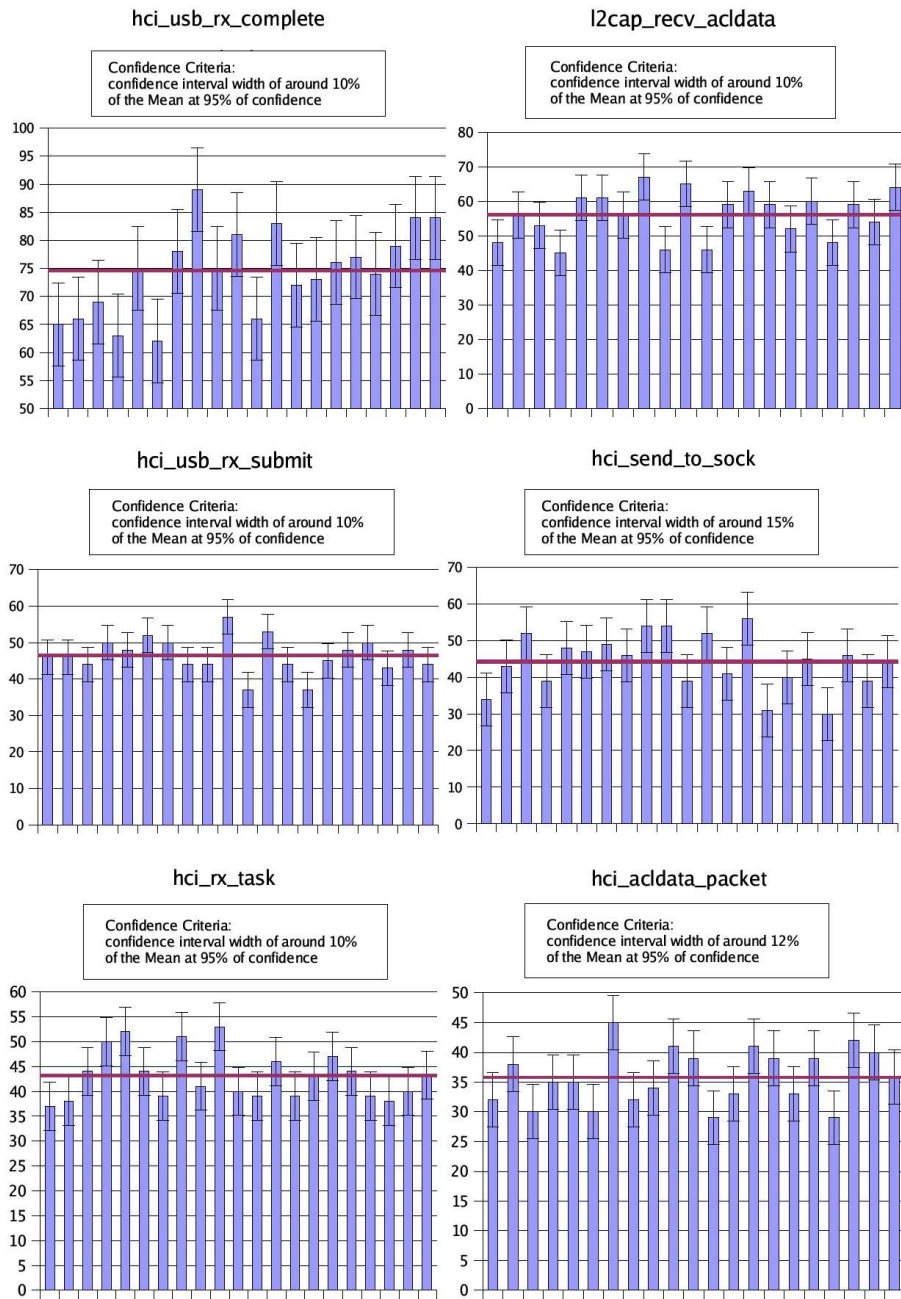 hci_usb_rx_complete
Confidence Criteria:
confidence interval width of around 10%
of the Mean at 95% of confidence
100
95
90
85
80
75
70
65
60
55
50
l2cap_recv_acldata
Confidence Criteria:
confidence interval width of around 10%
of the Mean at 95% of confidence
80
70
60
50
40
30
20
10
0
hci_usb_rx_submit
Confidence Criteria:
confidence interval width of around 10%
of the Mean at 95% of confidence
70
60
50
40
30
20
10
0
hci_send_to_sock
Confidence Criteria:
confidence interval width of around 15%
of the Mean at 95% of confidence
70
60
50
40
30
20
10
0
hci_rx_task
Confidence Criteria:
confidence interval width of around 10%
of the Mean at 95% of confidence
60
55
50
45
40
35
30
25
20
15
10
5
0
hci_acldata_packet
Confidence Criteria:
confidence interval width of around 12%
of the Mean at 95% of confidence
50
45
40
35
30
25
20
15
10
5
0